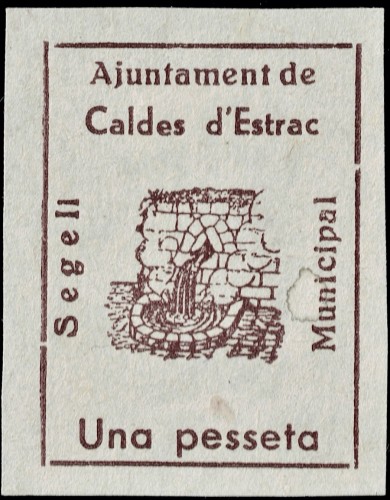 Ajuntament de
Caldes d'Estrac
Segell
Municipal
Una pesseta